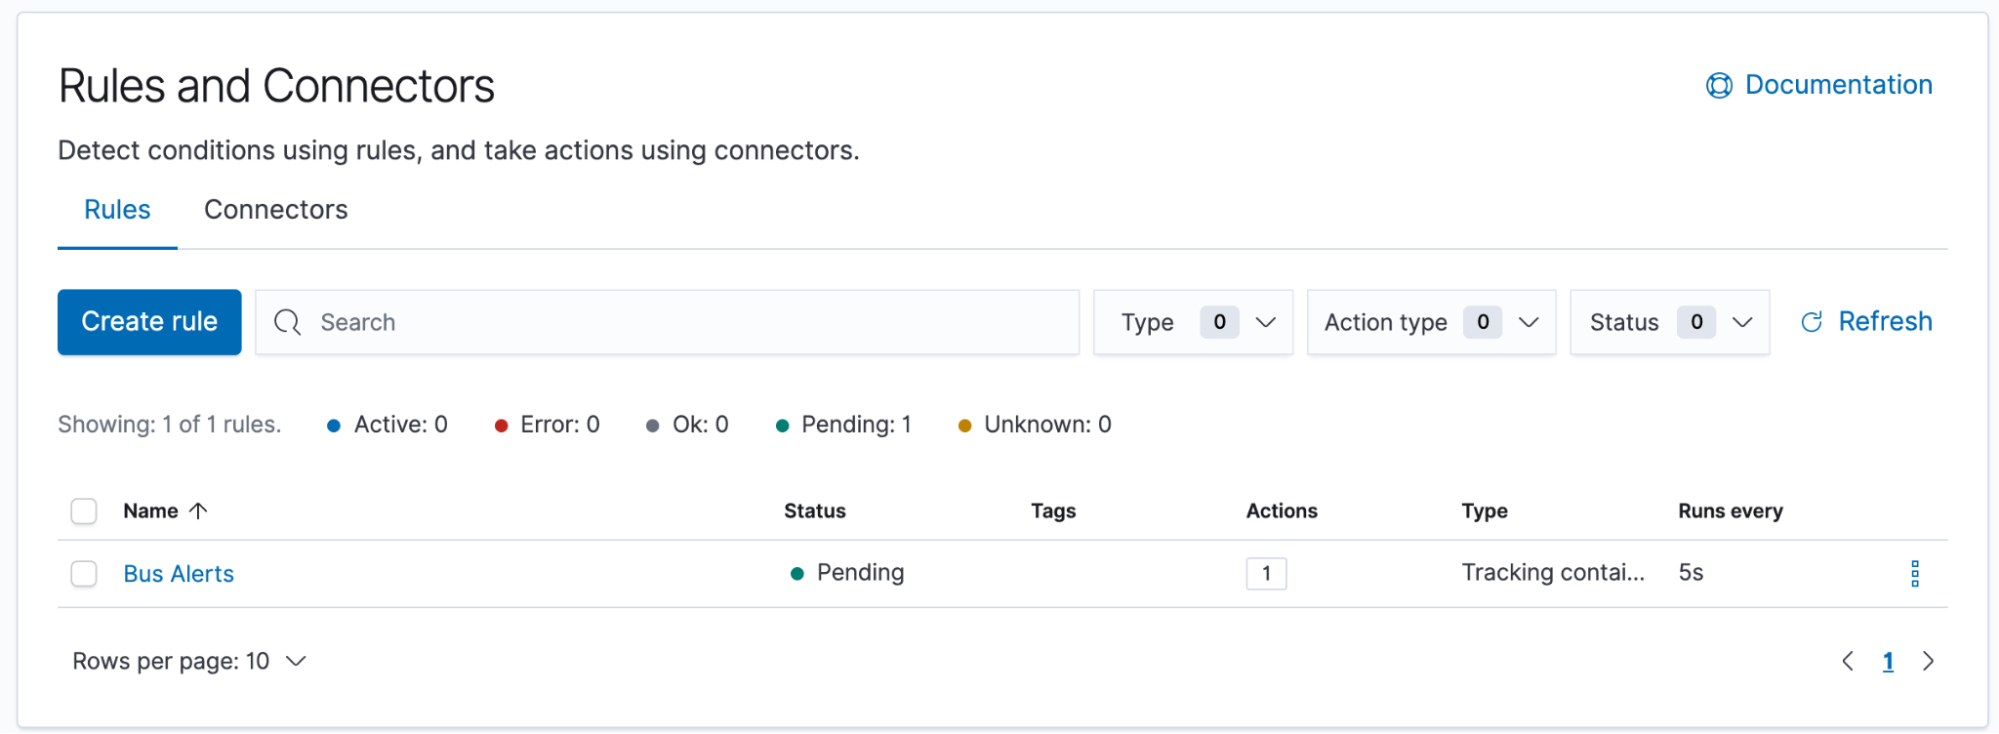 Rules and Connectors
Documentation
Detect conditions using rules, and take actions using connectors.
Rules Connectors
Create rule Search Type 0 Action type 0 Status 0 Refresh
Showing: 1 of 1 rules. Active: 0 Error: 0 Ok: 0 Pending: 1 Unknown: 0
Name Status Tags Actions Type Runs every
Bus Alerts Pending 1 Tracking contai... 5s
Rows per page: 10 1